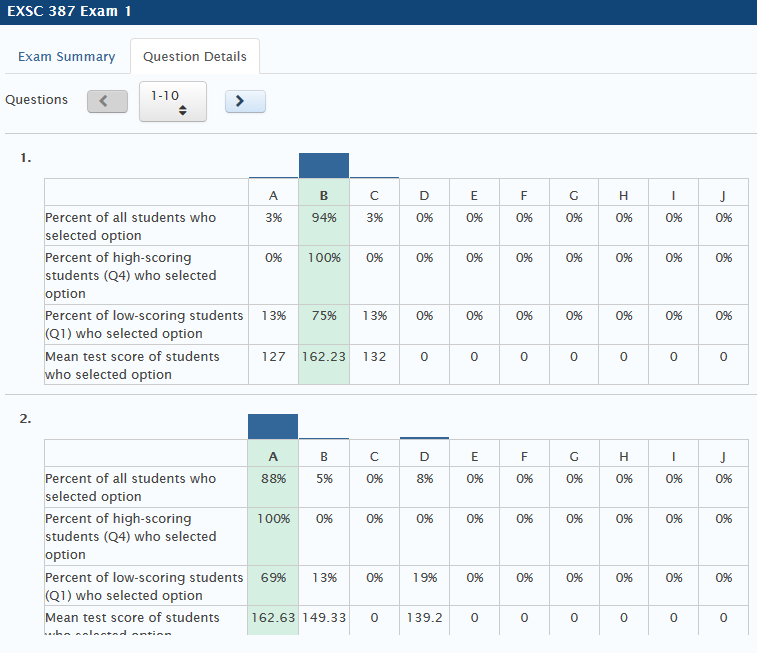 EXSC 387 Exam 1
Exam Summary Question Details
Questions 1-10
1.
A B C D E F G H I J
Percent of all students who selected option 3% 94% 3% 0% 0% 0% 0% 0% 0% 0%
Percent of high-scoring students (Q4) who selected option 0% 100% 0% 0% 0% 0% 0% 0% 0% 0%
Percent of low-scoring students (Q1) who selected option 13% 75% 13% 0% 0% 0% 0% 0% 0% 0%
Mean test score of students who selected option 127 162.23 132 0 0 0 0 0 0 0
2.
A B C D E F G H I J
Percent of all students who selected option 88% 5% 0% 8% 0% 0% 0% 0% 0% 0%
Percent of high-scoring students (Q4) who selected option 100% 0% 0% 0% 0% 0% 0% 0% 0% 0%
Percent of low-scoring students (Q1) who selected option 69% 13% 0% 19% 0% 0% 0% 0% 0% 0%
Mean test score of students who selected option 162.63 149.33 0 139.2 0 0 0 0 0 0